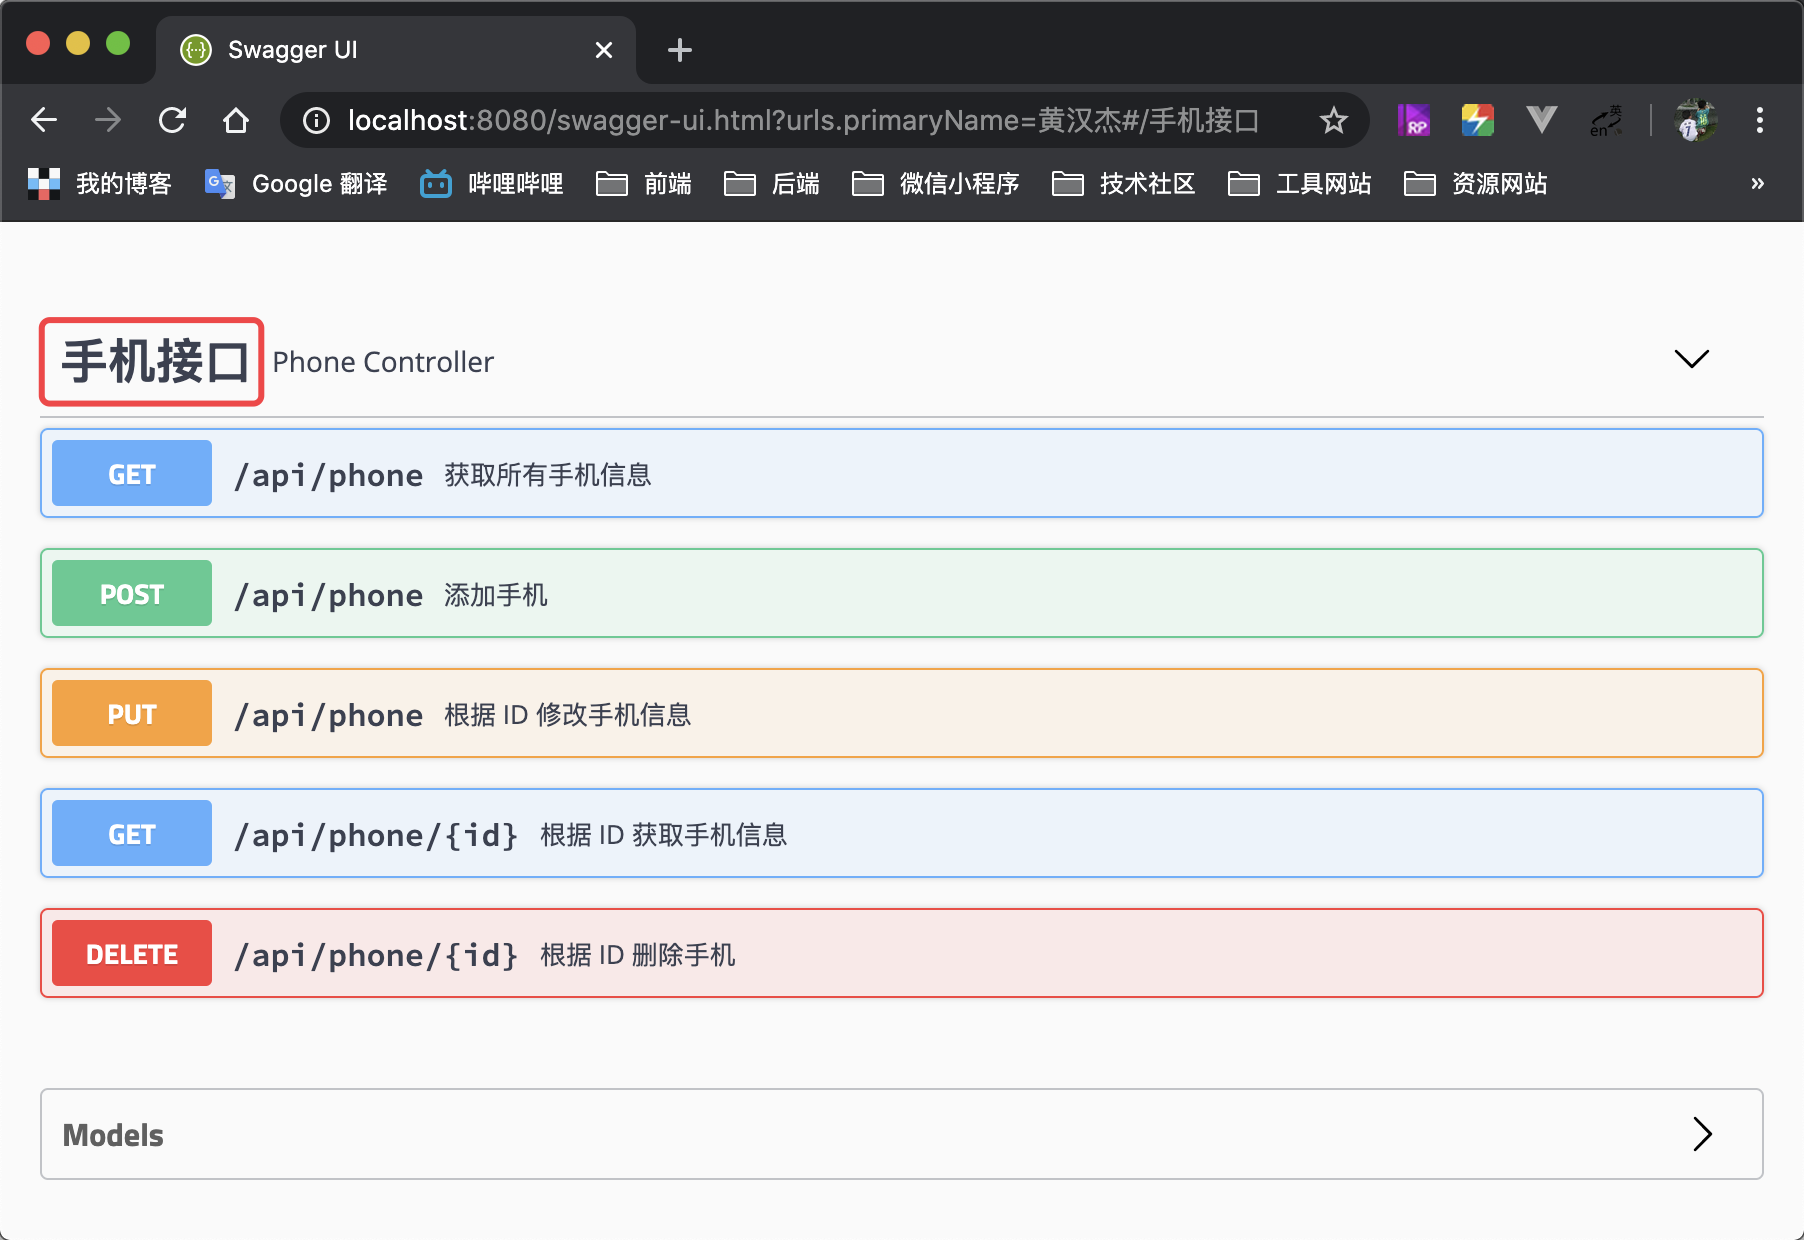 Swagger UI
localhost:8080/swagger-ui.html?urls.primaryName=黄汉杰#/手机接口
RP
英
en
我的博客
Google 翻译
哔哩哔哩
前端
后端
微信小程序
技术社区
工具网站
资源网站
»
手机接口 Phone Controller
GET /api/phone 获取所有手机信息
POST /api/phone 添加手机
PUT /api/phone 根据 ID 修改手机信息
GET /api/phone/{id} 根据 ID 获取手机信息
DELETE /api/phone/{id} 根据 ID 删除手机
Models